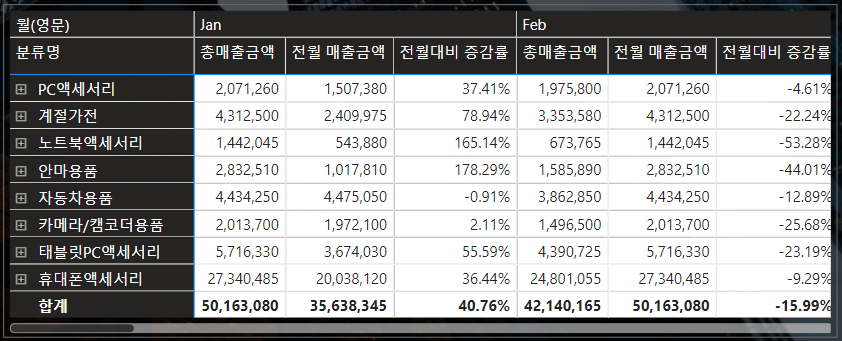 월(영문) Jan Feb
분류명 총매출금액 전월 매출금액 전월대비 증감률 총매출금액 전월 매출금액 전월대비 증감률
PC액세서리 2,071,260 1,507,380 37.41% 1,975,800 2,071,260 -4.61%
계절가전 4,312,500 2,409,975 78.94% 3,353,580 4,312,500 -22.24%
노트북액세서리 1,442,045 543,880 165.14% 673,765 1,442,045 -53.28%
안마용품 2,832,510 1,017,810 178.29% 1,585,890 2,832,510 -44.01%
자동차용품 4,434,250 4,475,050 -0.91% 3,862,850 4,434,250 -12.89%
카메라/캠코더용품 2,013,700 1,972,100 2.11% 1,496,500 2,013,700 -25.68%
태블릿PC액세서리 5,716,330 3,674,030 55.59% 4,390,725 5,716,330 -23.19%
휴대폰액세서리 27,340,485 20,038,120 36.44% 24,801,055 27,340,485 -9.29%
합계 50,163,080 35,638,345 40.76% 42,140,165 50,163,080 -15.99%